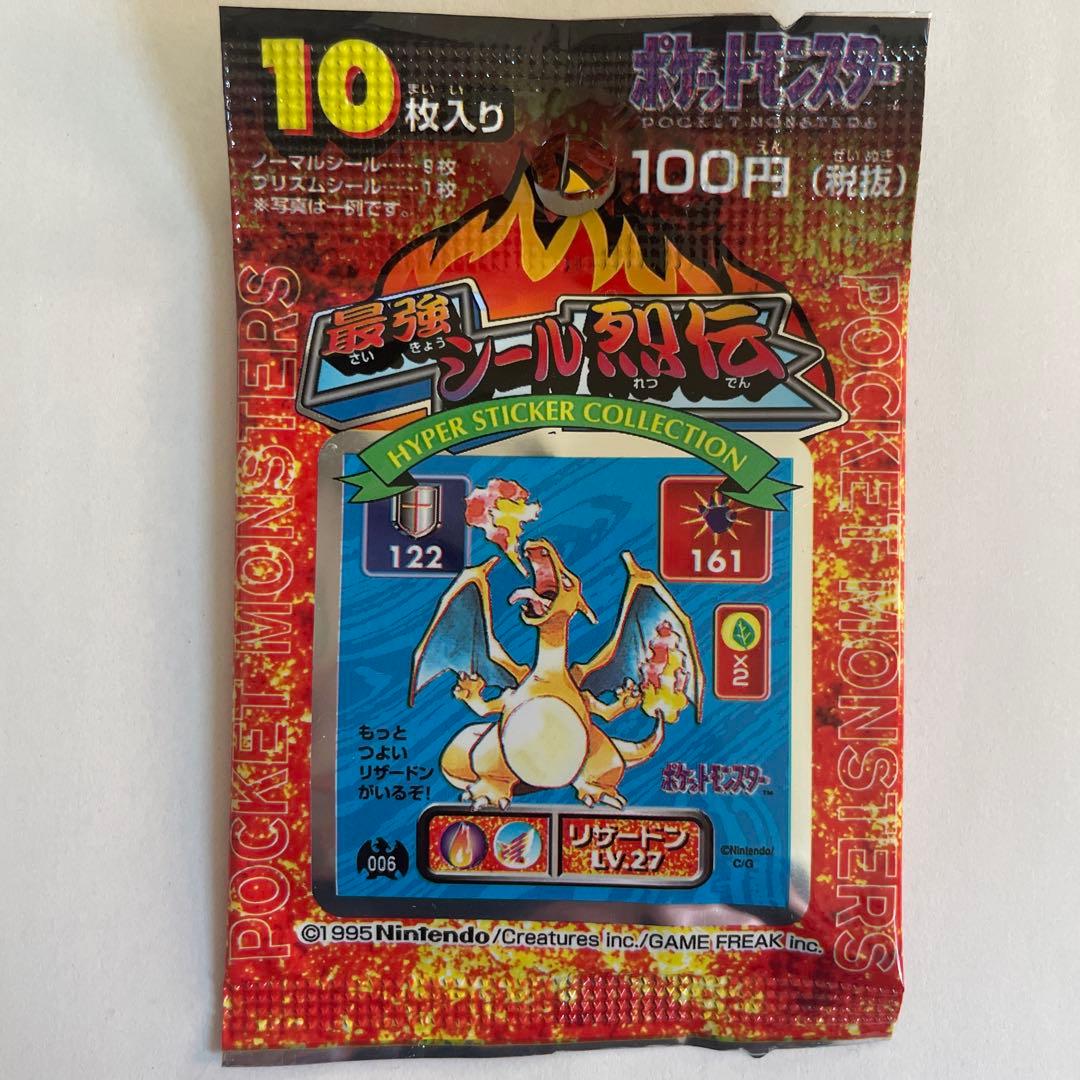 10
まい い
枚入り
ノーマルシール……9枚
プリズムシール……1枚
※写真は一例です。
ポケットモンスター
POCKET MONSTERS
えん ぜいぬき
100円 (税抜)
最強
さい きょう
シール
烈伝
れつ でん
HYPER STICKER COLLECTION
POCKET MONSTERS
POCKET MONSTERS
122
161
×2
もっと
つよい
リザードン
がいるぞ!
ポケットモンスター™
006
リザードン
LV.27
©Nintendo/
C/G
©1995 Nintendo/Creatures inc./GAME FREAK inc.